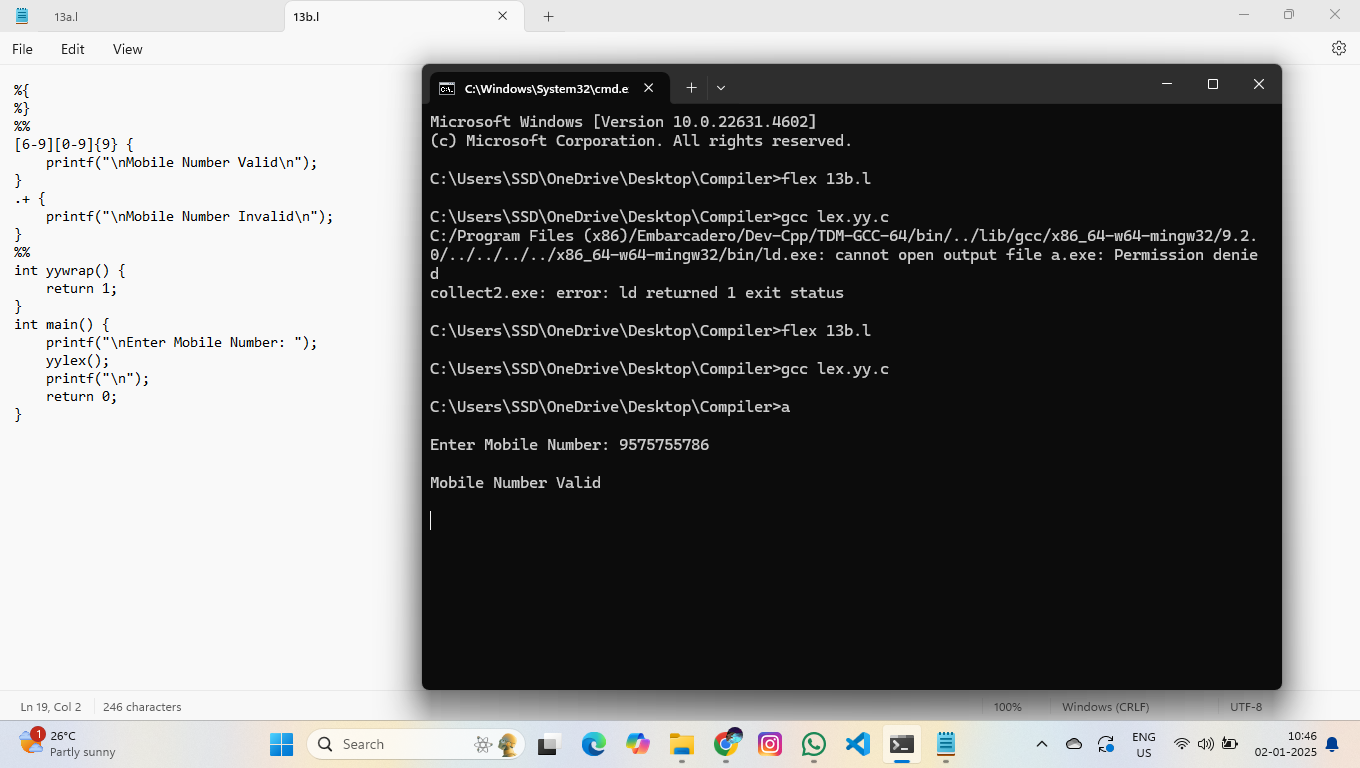 13a.l
13b.l
File Edit View
%{
%}
%%
[6-9][0-9]{9} {
    printf("\nMobile Number Valid\n");
}
.+ {
    printf("\nMobile Number Invalid\n");
}
%%
int yywrap() {
    return 1;
}
int main() {
    printf("\nEnter Mobile Number: ");
    yylex();
    printf("\n");
    return 0;
}
C:\Windows\System32\cmd.e
Microsoft Windows [Version 10.0.22631.4602]
(c) Microsoft Corporation. All rights reserved.
C:\Users\SSD\OneDrive\Desktop\Compiler>flex 13b.l
C:\Users\SSD\OneDrive\Desktop\Compiler>gcc lex.yy.c
C:/Program Files (x86)/Embarcadero/Dev-Cpp/TDM-GCC-64/bin/../lib/gcc/x86_64-w64-mingw32/9.2.
0/../../../../x86_64-w64-mingw32/bin/ld.exe: cannot open output file a.exe: Permission denie
d
collect2.exe: error: ld returned 1 exit status
C:\Users\SSD\OneDrive\Desktop\Compiler>flex 13b.l
C:\Users\SSD\OneDrive\Desktop\Compiler>gcc lex.yy.c
C:\Users\SSD\OneDrive\Desktop\Compiler>a
Enter Mobile Number: 9575755786
Mobile Number Valid
Ln 19, Col 2 246 characters 100% Windows (CRLF) UTF-8
1
26°C
Partly sunny
Search
ENG
US
10:46
02-01-2025